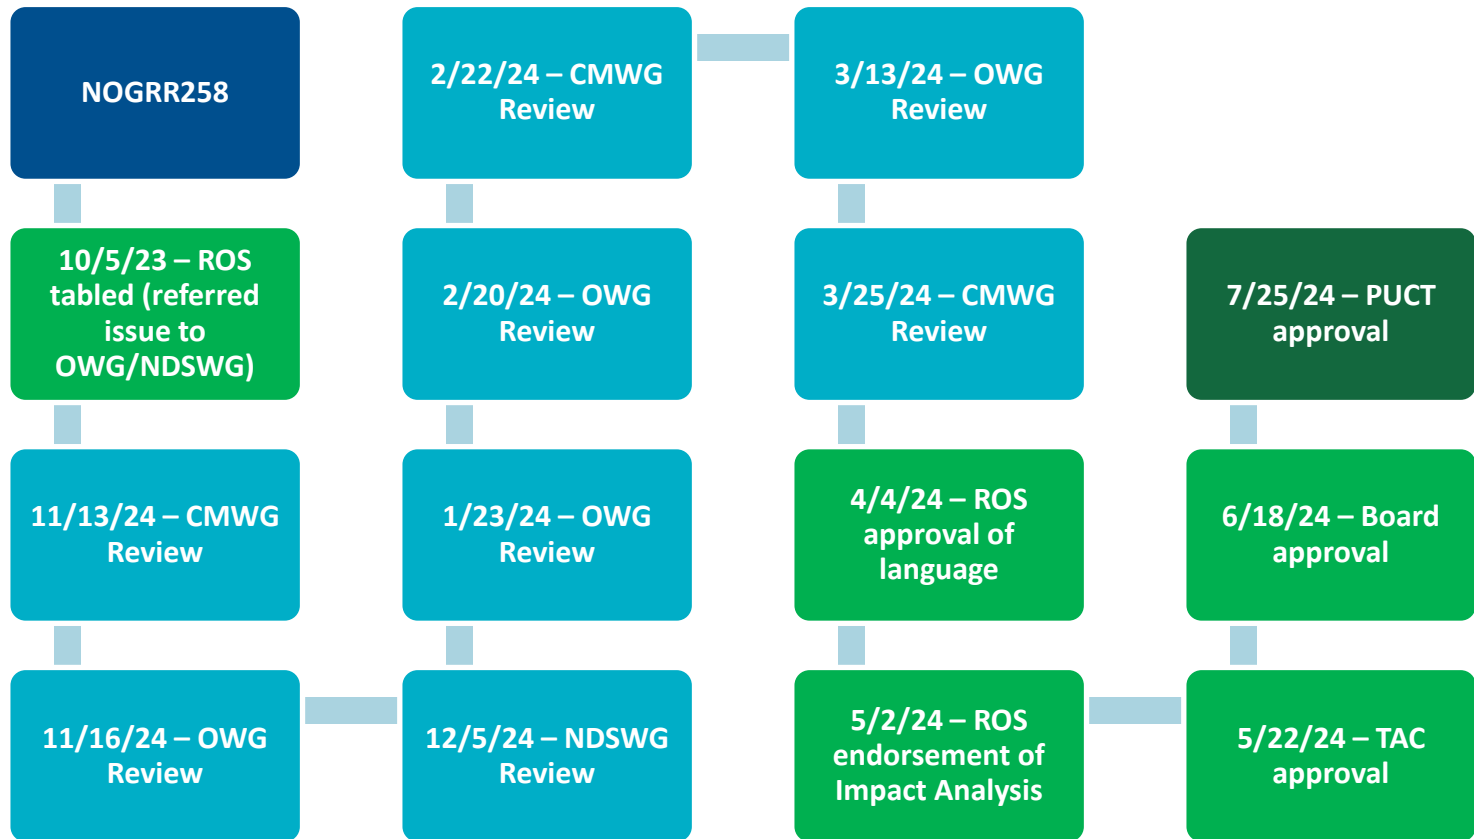 NOGRR258
10/5/23 – ROS
tabled (referred
issue to
OWG/NDSWG)
11/13/24 – CMWG
Review
11/16/24 – OWG
Review
12/5/24 – NDSWG
Review
1/23/24 – OWG
Review
2/20/24 – OWG
Review
2/22/24 – CMWG
Review
3/13/24 – OWG
Review
3/25/24 – CMWG
Review
4/4/24 – ROS
approval of
language
5/2/24 – ROS
endorsement of
Impact Analysis
5/22/24 – TAC
approval
6/18/24 – Board
approval
7/25/24 – PUCT
approval